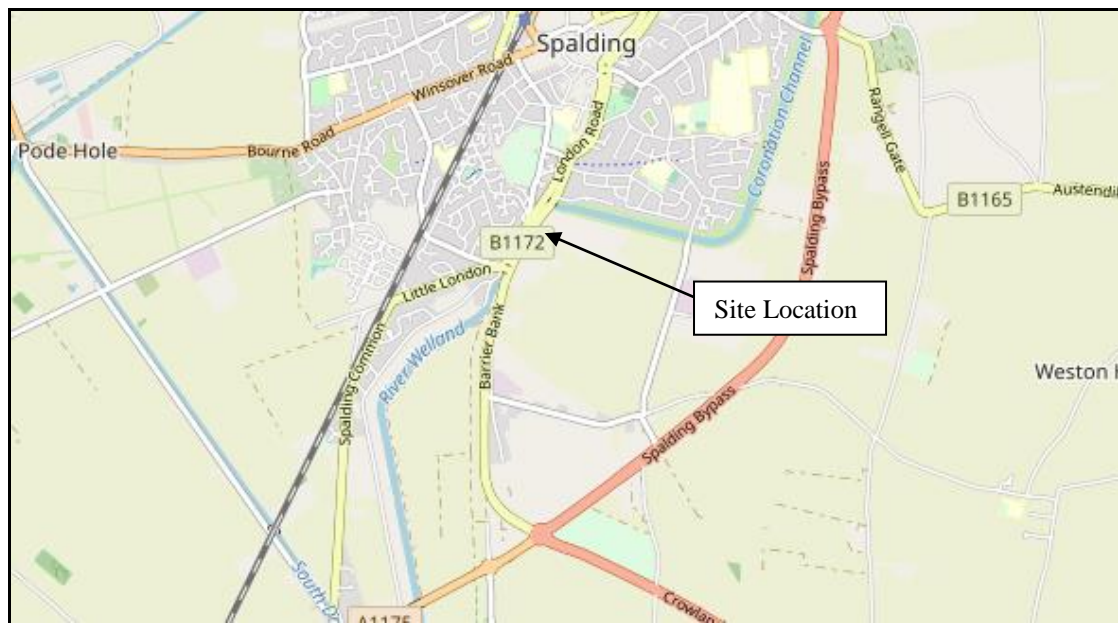 Spalding
Winsover Road
Coronation Channel
Rangell Gate
Pode Hole
Bourne Road
London Road
B1165
Austendi
B1172
Spalding Bypass
Little London
Site Location
River Welland
Barrier Bank
Spalding Common
Weston H
Spalding Bypass
South Dr
Crowlan
A1175